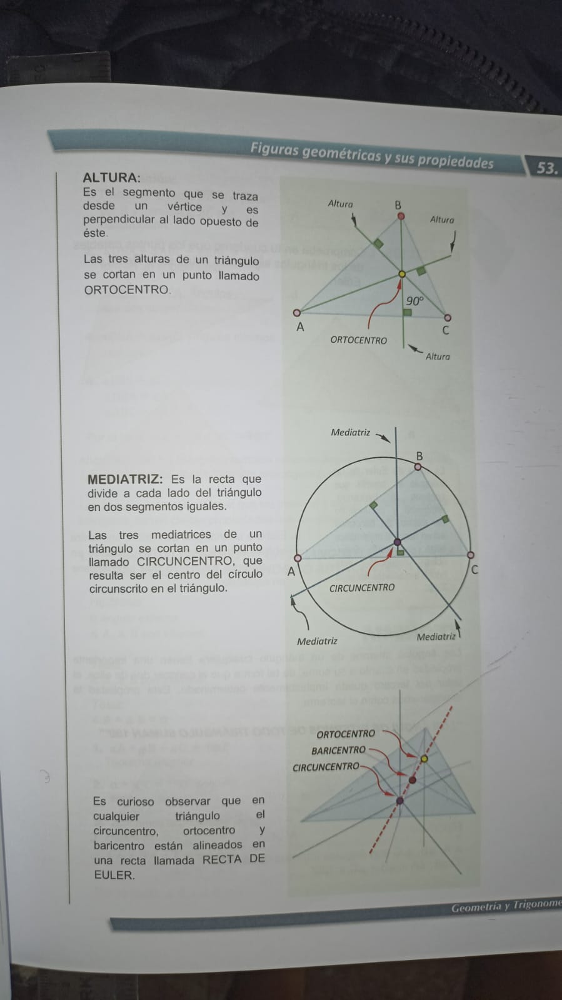 Figuras geométricas y sus propiedades
53.
ALTURA:
Es el segmento que se traza
desde un vértice y es
perpendicular al lado opuesto de
éste.
Las tres alturas de un triángulo
se cortan en un punto llamado
ORTOCENTRO.
Altura
B
Altura
90º
A
C
ORTOCENTRO
Altura
MEDIATRIZ: Es la recta que
divide a cada lado del triángulo
en dos segmentos iguales.
Las tres mediatrices de un
triángulo se cortan en un punto
llamado CIRCUNCENTRO, que
resulta ser el centro del círculo
circunscrito en el triángulo.
Mediatriz
B
A
C
CIRCUNCENTRO
Mediatriz
Mediatriz
ORTOCENTRO
BARICENTRO
CIRCUNCENTRO
Es curioso observar que en
cualquier triángulo el
circuncentro, ortocentro y
baricentro están alineados en
una recta llamada RECTA DE
EULER.
Geometría y Trigonome